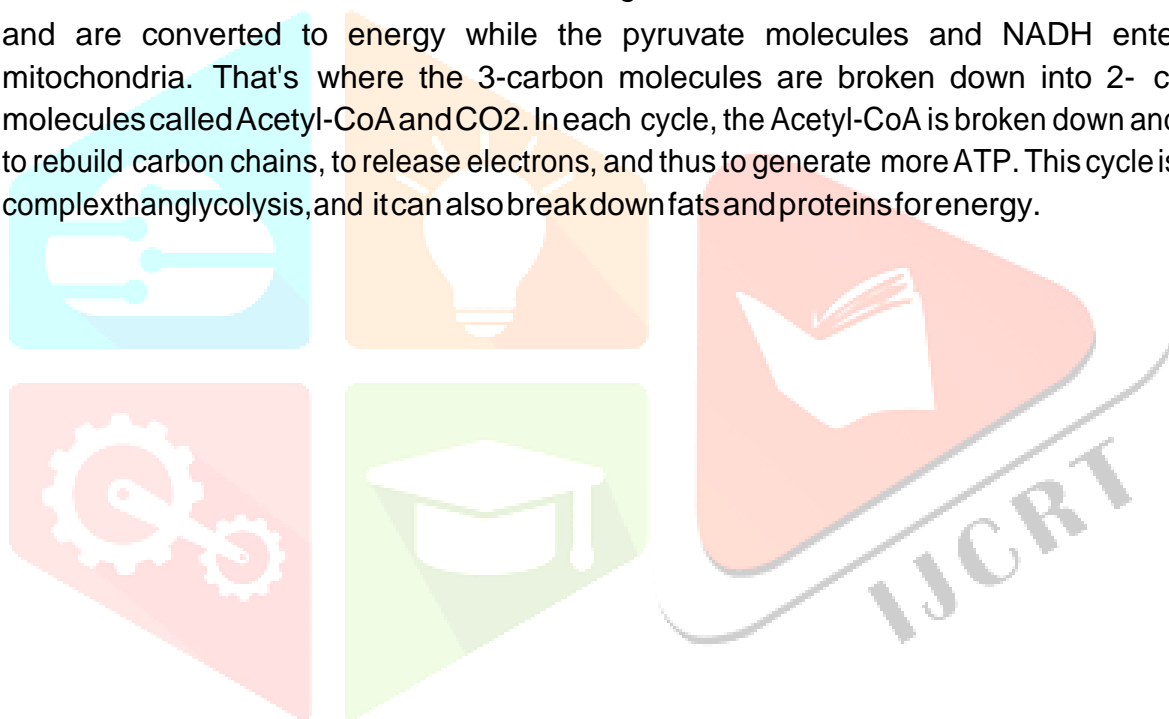 and are converted to energy while the pyruvate molecules and NADH ente
mitochondria. That's where the 3-carbon molecules are broken down into 2- c
molecules called Acetyl-CoA and CO2. In each cycle, the Acetyl-CoA is broken down and
to rebuild carbon chains, to release electrons, and thus to generate more ATP. This cycle is
complex than glycolysis, and it can also break down fats and proteins for energy.
IJCRT